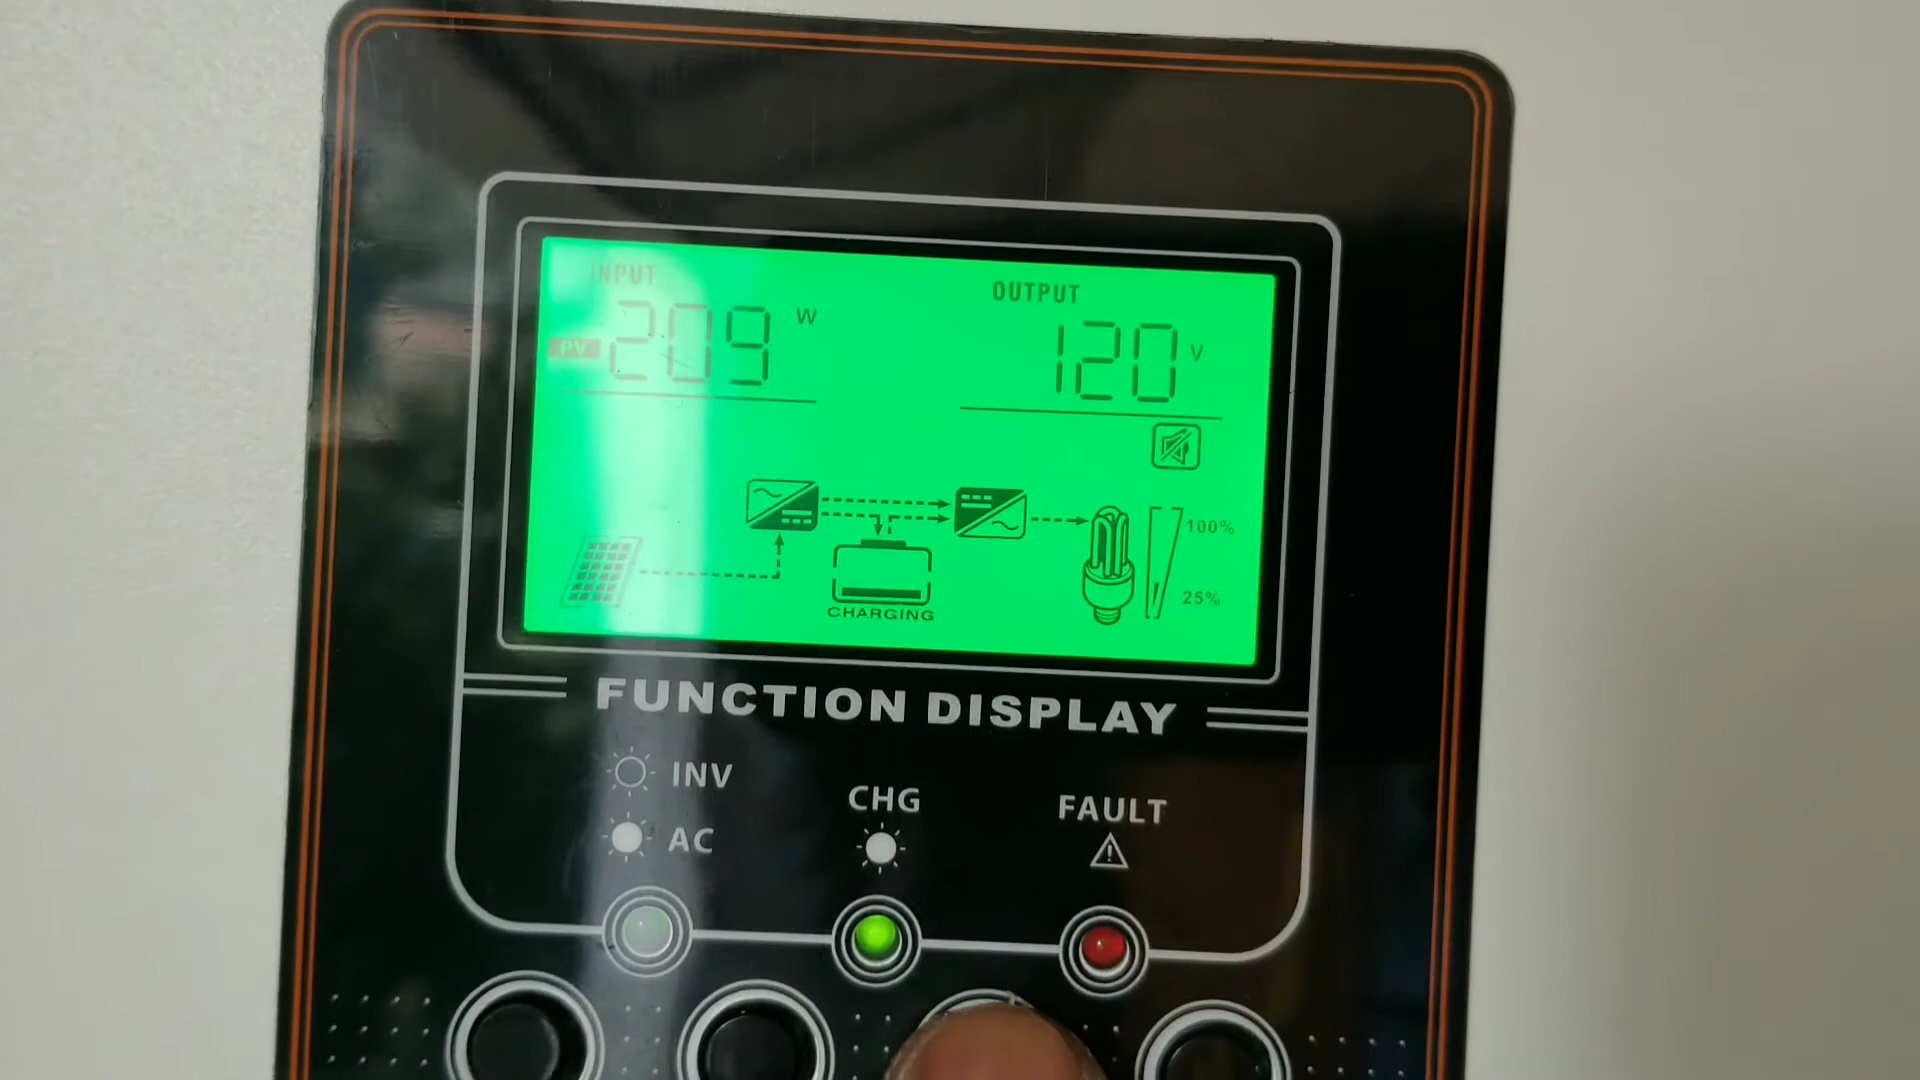 INPUT
OUTPUT
PV 209 W
120 V
100%
25%
CHARGING
FUNCTION DISPLAY
INV
AC
CHG
FAULT